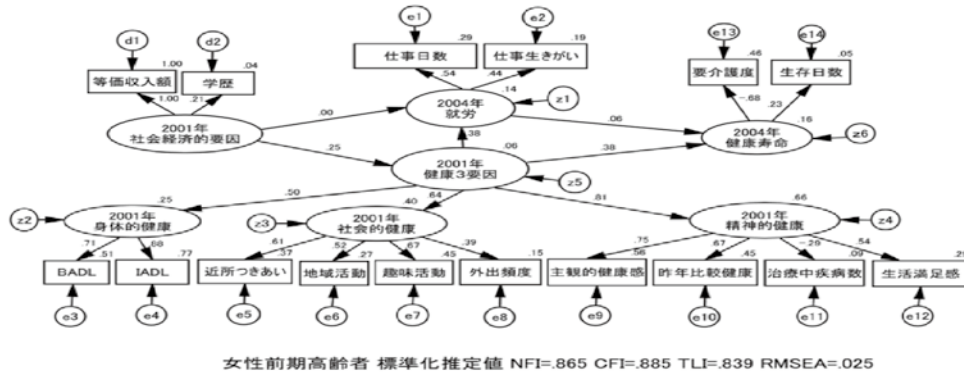 e1
e2
e13
e14
d1
d2
.29
.19
.46
.05
仕事日数
仕事生きがい
要介護度
生存日数
1.00
.04
等価収入額
学歴
.54
.44
-.68
.23
1.00
.21
.14
.16
2004年
就労
z1
2001年
社会経済的要因
.00
.06
2004年
健康寿命
z6
.38
.25
.06
.38
2001年
健康3要因
z5
.25
.50
.40
.64
.81
.66
z2
2001年
身体的健康
z3
2001年
社会的健康
2001年
精神的健康
z4
.71
.51
.88
.77
.61
.37
.52
.27
.67
.45
.39
.15
.75
.56
.67
.45
.09
.54
BADL
IADL
近所つきあい
地域活動
趣味活動
外出頻度
主観的健康感
昨年比較健康
治療中疾病数
生活満足感
e3
e4
e5
e6
e7
e8
e9
e10
e11
e12
女性前期高齢者 標準化推定値 NFI=.865 CFI=.885 TLI=.839 RMSEA=.025